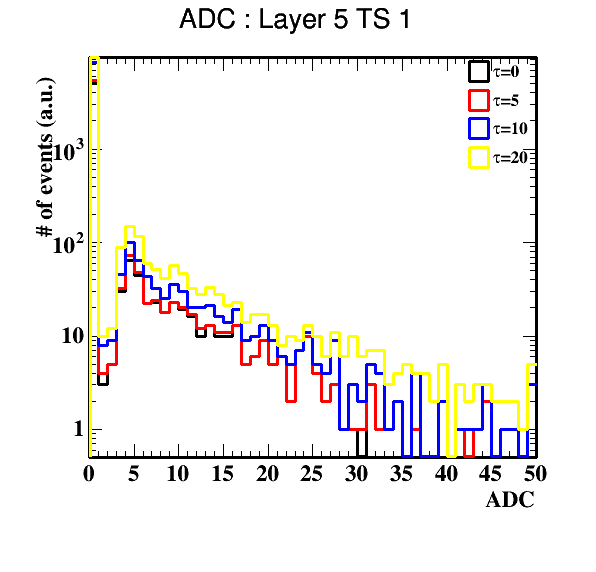 ADC : Layer 5 TS 1
# of events (a.u.)
10³
10²
10
1
τ=0
τ=5
τ=10
τ=20
0 5 10 15 20 25 30 35 40 45 50
ADC